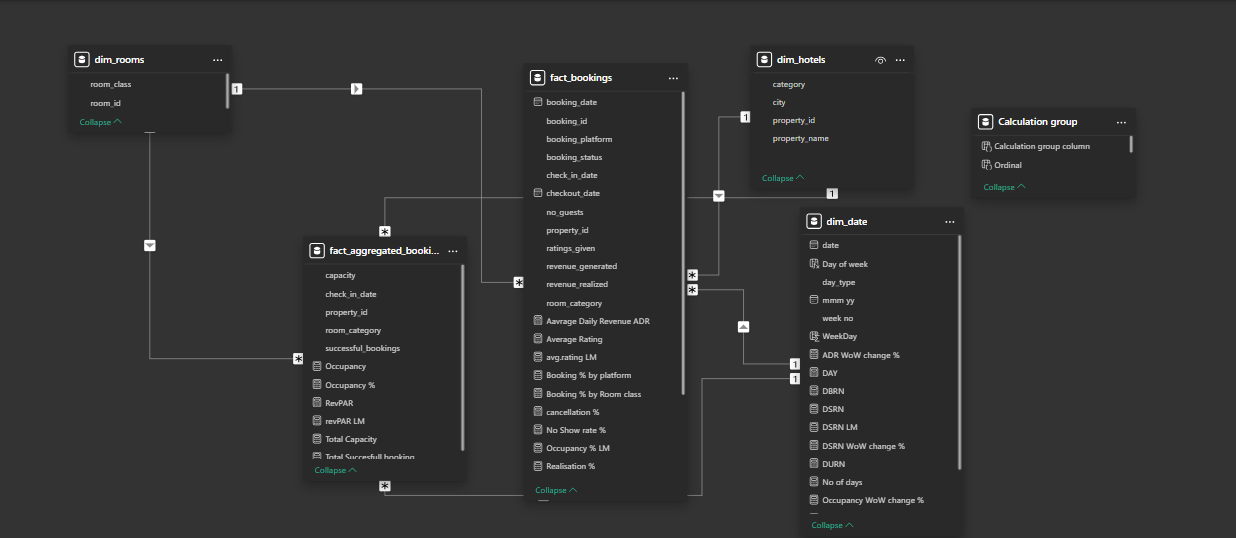 dim_rooms
room_class
room_id
Collapse
1
fact_aggregated_booki...
capacity
check_in_date
property_id
room_category
successful_bookings
Occupancy
Occupancy %
RevPAR
revPAR LM
Total Capacity
Total Succesfull booking
Collapse
*
*
*
fact_bookings
booking_date
booking_id
booking_platform
booking_status
check_in_date
checkout_date
no_guests
property_id
ratings_given
revenue_generated
revenue_realized
room_category
Aavrage Daily Revenue ADR
Average Rating
avg.rating LM
Booking % by platform
Booking % by Room class
cancellation %
No Show rate %
Occupancy % LM
Realisation %
Collapse
*
*
*
dim_hotels
category
city
property_id
property_name
Collapse
1
1
dim_date
date
Day of week
day_type
mmm yy
week no
WeekDay
ADR WoW change %
DAY
DBRN
DSRN
DSRN LM
DSRN WoW change %
DURN
No of days
Occupancy WoW change %
Collapse
1
1
Calculation group
Calculation group column
Ordinal
Collapse